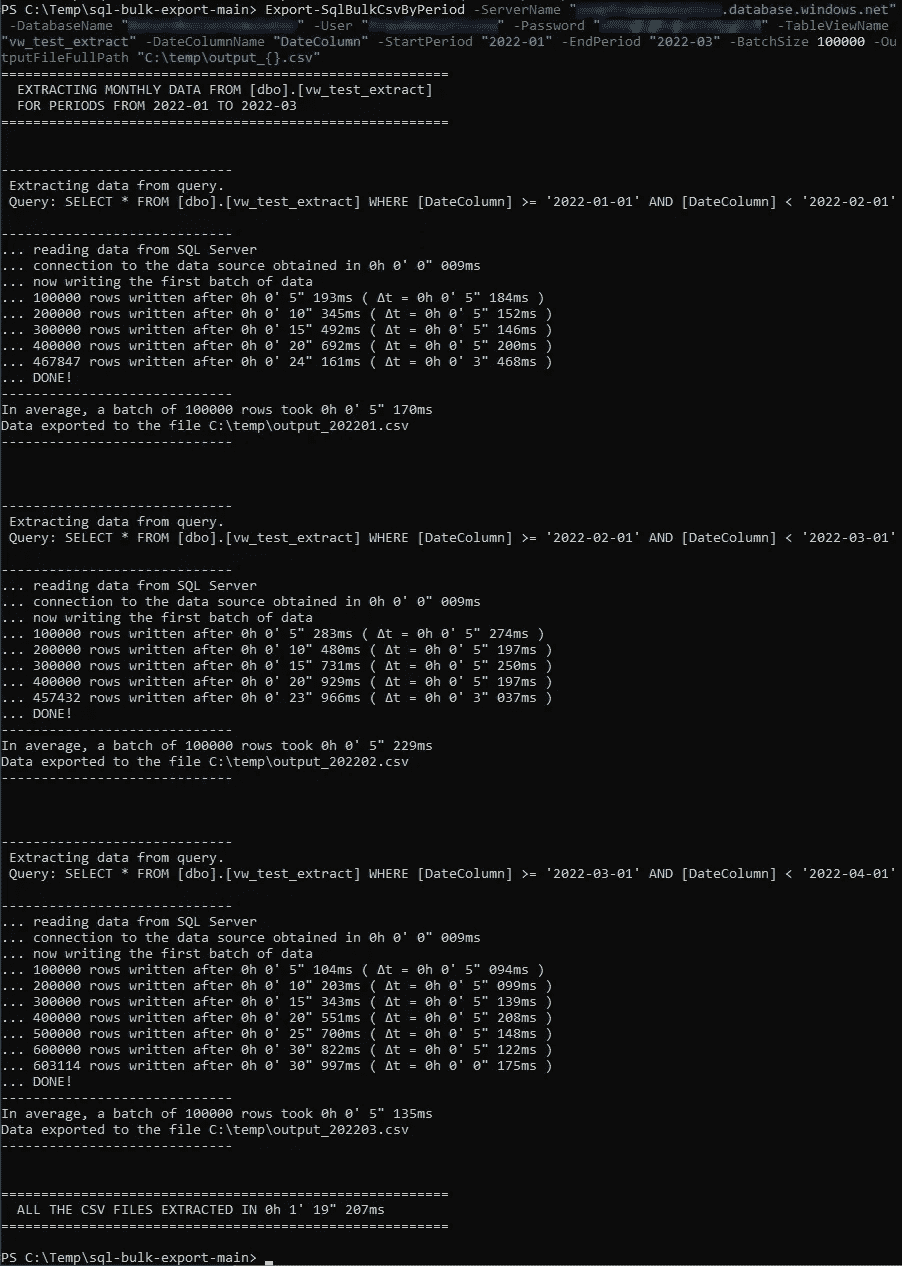 PS C:\Temp\sql-bulk-export-main> Export-SqlBulkCsvByPeriod -ServerName " .database.windows.net"
-DatabaseName " " -User " " -Password " " -TableViewName
"vw_test_extract" -DateColumnName "DateColumn" -StartPeriod "2022-01" -EndPeriod "2022-03" -BatchSize 100000 -Ou
tputFileFullPath "C:\temp\output_{}.csv"
========================================================
EXTRACTING MONTHLY DATA FROM [dbo].[vw_test_extract]
FOR PERIODS FROM 2022-01 TO 2022-03
========================================================
-----------------------------
Extracting data from query.
Query: SELECT * FROM [dbo].[vw_test_extract] WHERE [DateColumn] >= '2022-01-01' AND [DateColumn] < '2022-02-01'
-----------------------------
... reading data from SQL Server
... connection to the data source obtained in 0h 0' 0" 009ms
... now writing the first batch of data
... 100000 rows written after 0h 0' 5" 193ms ( Δt = 0h 0' 5" 184ms )
... 200000 rows written after 0h 0' 10" 345ms ( Δt = 0h 0' 5" 152ms )
... 300000 rows written after 0h 0' 15" 492ms ( Δt = 0h 0' 5" 146ms )
... 400000 rows written after 0h 0' 20" 692ms ( Δt = 0h 0' 5" 200ms )
... 467847 rows written after 0h 0' 24" 161ms ( Δt = 0h 0' 3" 468ms )
... DONE!
-----------------------------
In average, a batch of 100000 rows took 0h 0' 5" 170ms
Data exported to the file C:\temp\output_202201.csv
-----------------------------
-----------------------------
Extracting data from query.
Query: SELECT * FROM [dbo].[vw_test_extract] WHERE [DateColumn] >= '2022-02-01' AND [DateColumn] < '2022-03-01'
-----------------------------
... reading data from SQL Server
... connection to the data source obtained in 0h 0' 0" 009ms
... now writing the first batch of data
... 100000 rows written after 0h 0' 5" 283ms ( Δt = 0h 0' 5" 274ms )
... 200000 rows written after 0h 0' 10" 480ms ( Δt = 0h 0' 5" 197ms )
... 300000 rows written after 0h 0' 15" 731ms ( Δt = 0h 0' 5" 250ms )
... 400000 rows written after 0h 0' 20" 929ms ( Δt = 0h 0' 5" 197ms )
... 457432 rows written after 0h 0' 23" 966ms ( Δt = 0h 0' 3" 037ms )
... DONE!
-----------------------------
In average, a batch of 100000 rows took 0h 0' 5" 229ms
Data exported to the file C:\temp\output_202202.csv
-----------------------------
-----------------------------
Extracting data from query.
Query: SELECT * FROM [dbo].[vw_test_extract] WHERE [DateColumn] >= '2022-03-01' AND [DateColumn] < '2022-04-01'
-----------------------------
... reading data from SQL Server
... connection to the data source obtained in 0h 0' 0" 009ms
... now writing the first batch of data
... 100000 rows written after 0h 0' 5" 104ms ( Δt = 0h 0' 5" 094ms )
... 200000 rows written after 0h 0' 10" 203ms ( Δt = 0h 0' 5" 099ms )
... 300000 rows written after 0h 0' 15" 343ms ( Δt = 0h 0' 5" 139ms )
... 400000 rows written after 0h 0' 20" 551ms ( Δt = 0h 0' 5" 208ms )
... 500000 rows written after 0h 0' 25" 700ms ( Δt = 0h 0' 5" 148ms )
... 600000 rows written after 0h 0' 30" 822ms ( Δt = 0h 0' 5" 122ms )
... 603114 rows written after 0h 0' 30" 997ms ( Δt = 0h 0' 0" 175ms )
... DONE!
-----------------------------
In average, a batch of 100000 rows took 0h 0' 5" 135ms
Data exported to the file C:\temp\output_202203.csv
-----------------------------
========================================================
ALL THE CSV FILES EXTRACTED IN 0h 1' 19" 207ms
========================================================
PS C:\Temp\sql-bulk-export-main> _